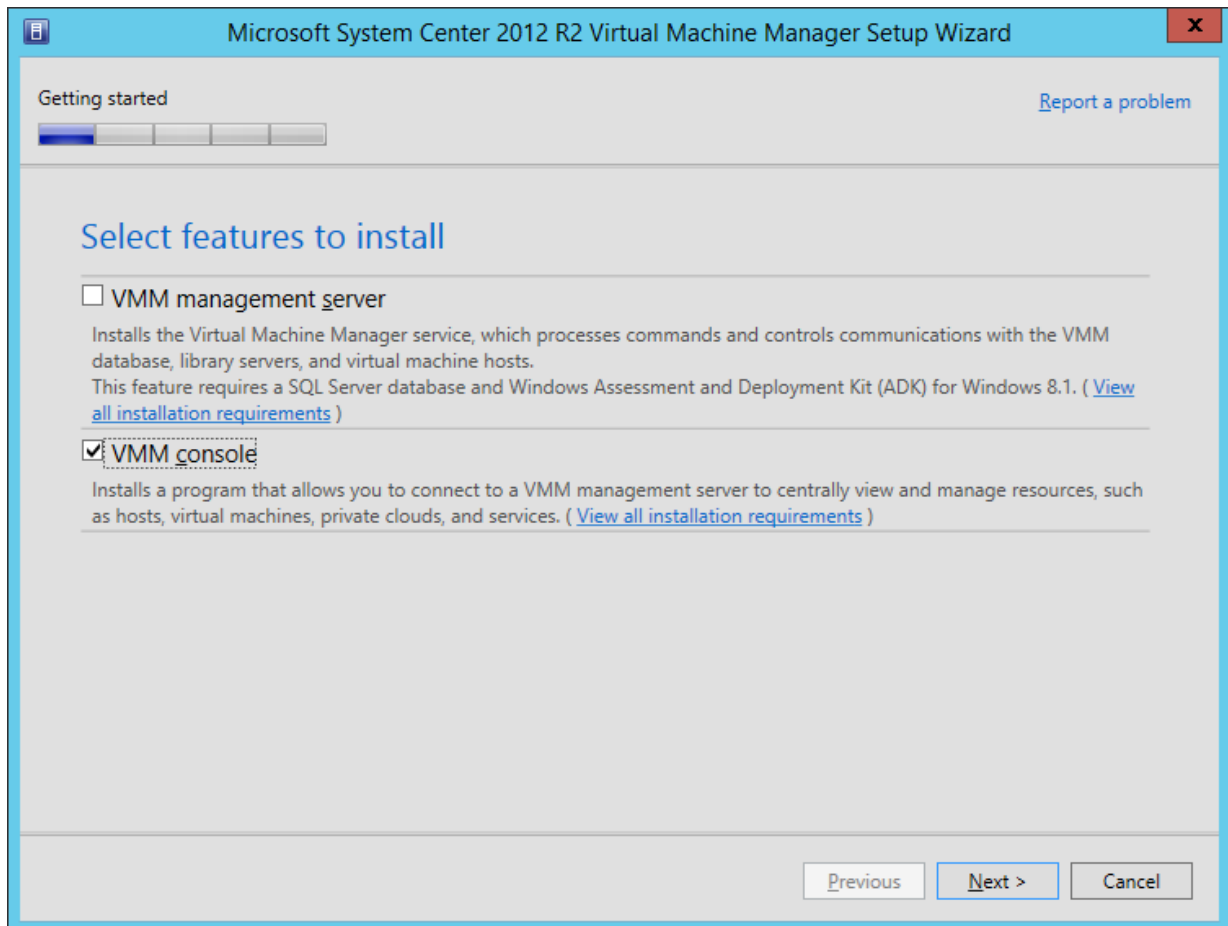 Microsoft System Center 2012 R2 Virtual Machine Manager Setup Wizard
x
Getting started
Report a problem
Select features to install
VMM management server
Installs the Virtual Machine Manager service, which processes commands and controls communications with the VMM
database, library servers, and virtual machine hosts.
This feature requires a SQL Server database and Windows Assessment and Deployment Kit (ADK) for Windows 8.1. ( View
all installation requirements )
VMM console
Installs a program that allows you to connect to a VMM management server to centrally view and manage resources, such
as hosts, virtual machines, private clouds, and services. ( View all installation requirements )
Previous
Next >
Cancel